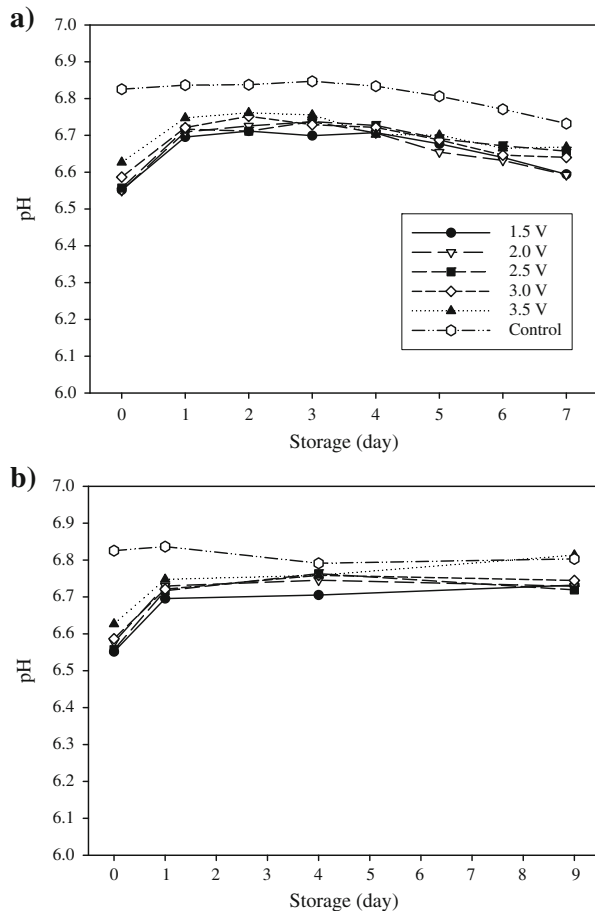 a)
7.0
6.9
6.8
6.7
6.6
6.5
6.4
6.3
6.2
6.1
6.0
pH
1.5 V
2.0 V
2.5 V
3.0 V
3.5 V
Control
0 1 2 3 4 5 6 7
Storage (day)
b)
7.0
6.9
6.8
6.7
6.6
6.5
6.4
6.3
6.2
6.1
6.0
pH
0 1 2 3 4 5 6 7 8 9
Storage (day)